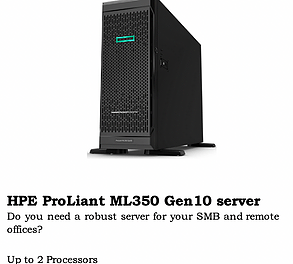 HPE ProLiant ML350 Gen10 server
Do you need a robust server for your SMB and remote
offices?
Up to 2 Processors